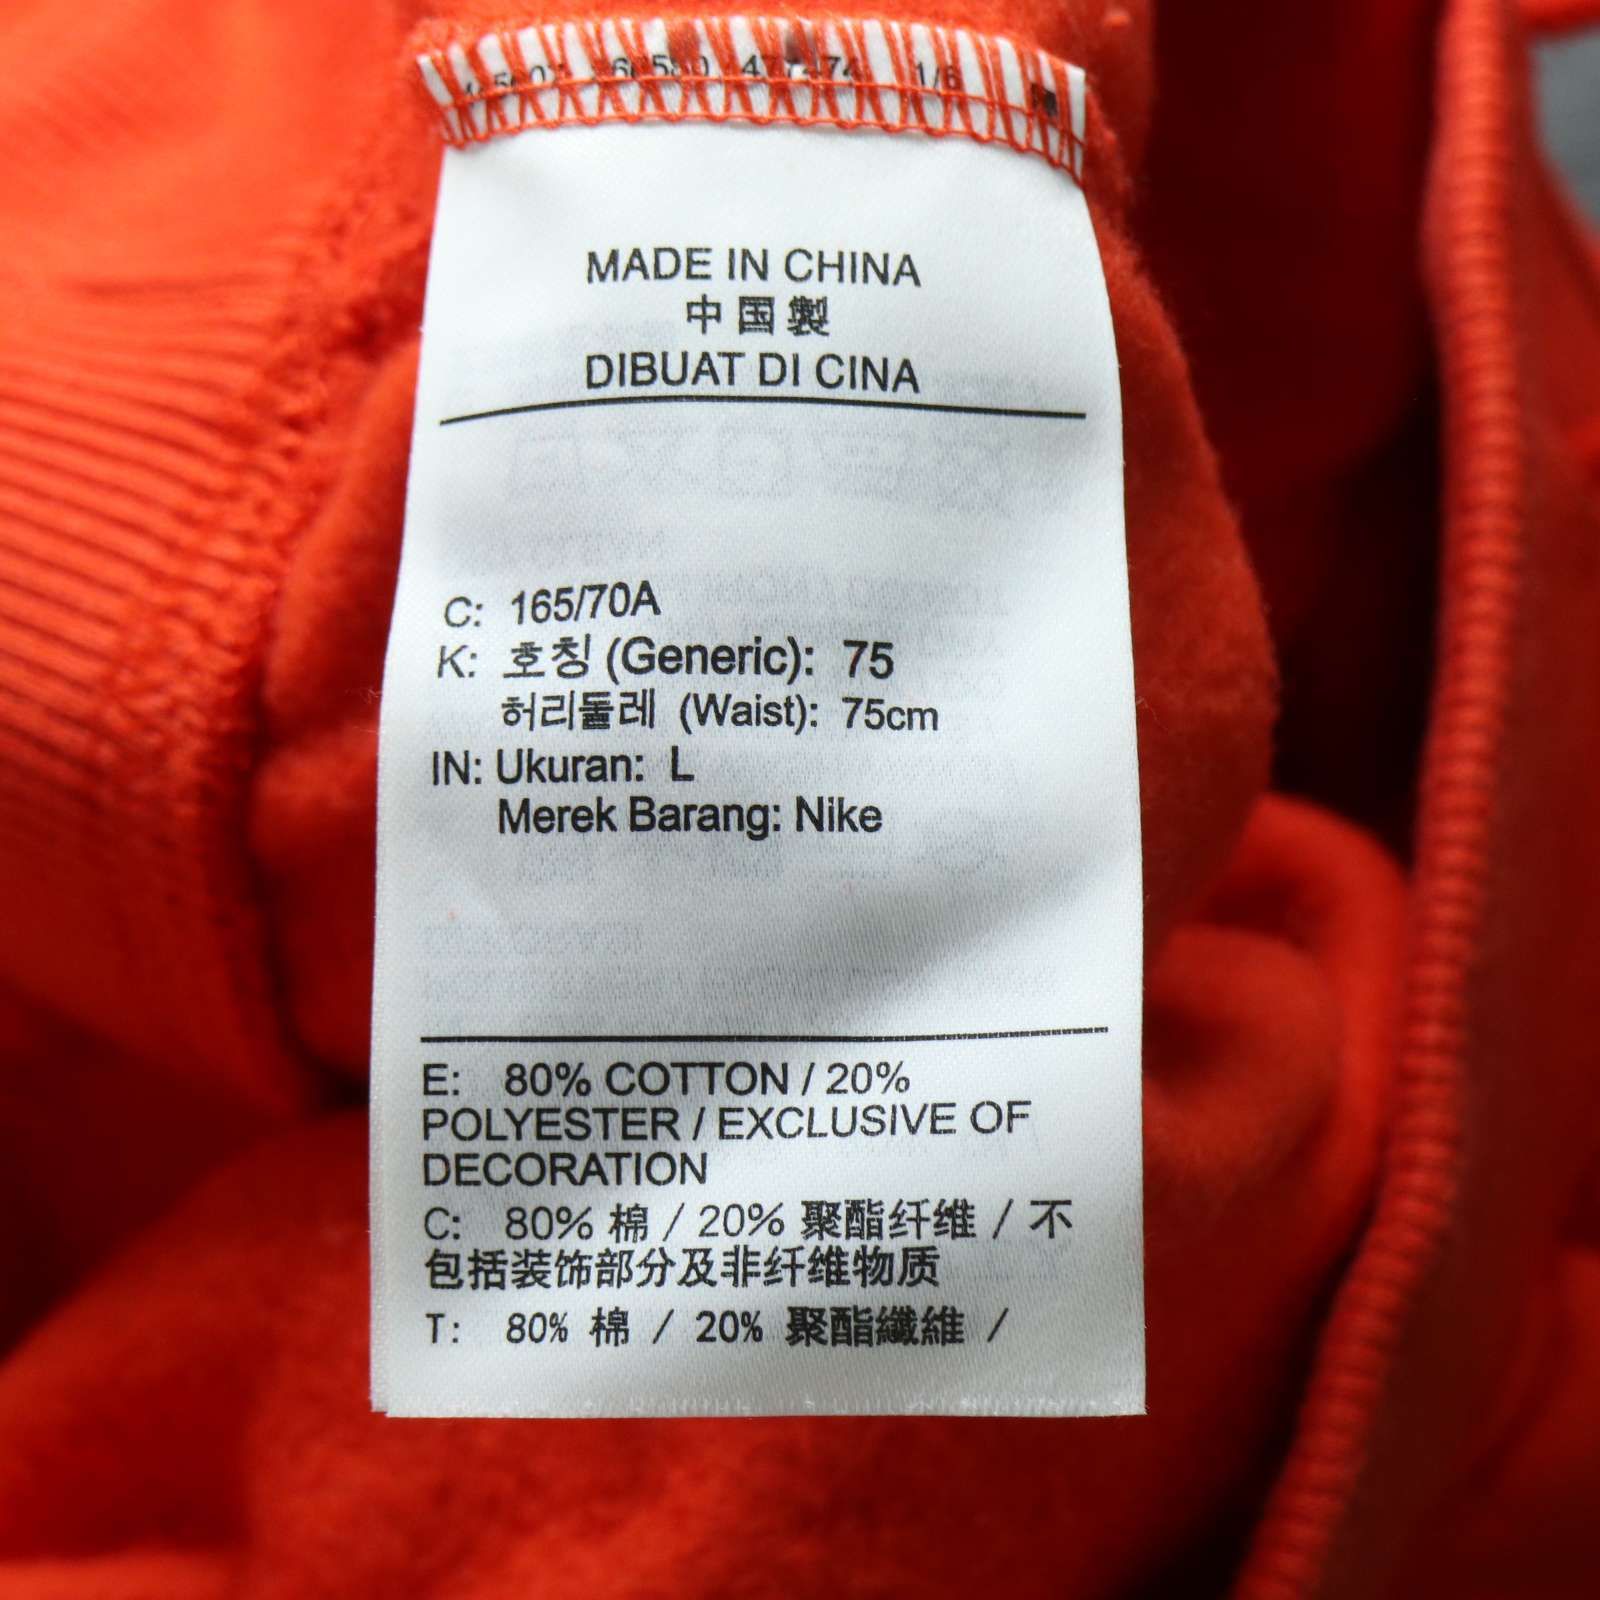 477474 1/6
MADE IN CHINA
中国製
DIBUAT DI CINA
C: 165/70A
K: 호칭 (Generic): 75
허리둘레 (Waist): 75cm
IN: Ukuran: L
Merek Barang: Nike
E: 80% COTTON / 20%
POLYESTER / EXCLUSIVE OF
DECORATION
C: 80% 棉 / 20% 聚酯纤维 / 不
包括装饰部分及非纤维物质
T: 80% 棉 / 20% 聚酯纖維 /